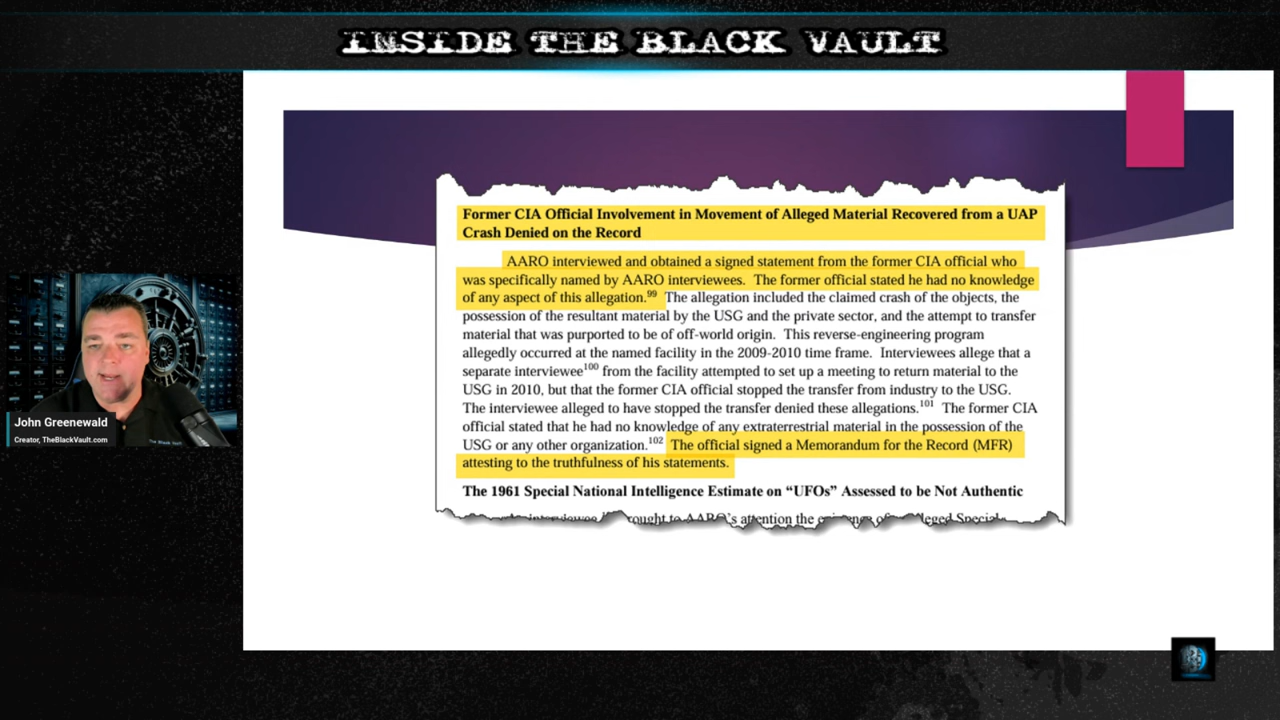 INSIDE THE BLACK VAULT
Former CIA Official Involvement in Movement of Alleged Material Recovered from a UAP
Crash Denied on the Record
AARO interviewed and obtained a signed statement from the former CIA official who
was specifically named by AARO interviewees. The former official stated he had no knowledge
of any aspect of this allegation.99 The allegation included the claimed crash of the objects, the
possession of the resultant material by the USG and the private sector, and the attempt to transfer
material that was purported to be of off-world origin. This reverse-engineering program
allegedly occurred at the named facility in the 2009-2010 time frame. Interviewees allege that a
separate interviewee100 from the facility attempted to set up a meeting to return material to the
USG in 2010, but that the former CIA official stopped the transfer from industry to the USG.
The interviewee alleged to have stopped the transfer denied these allegations.101 The former CIA
official stated that he had no knowledge of any extraterrestrial material in the possession of the
USG or any other organization.102 The official signed a Memorandum for the Record (MFR)
attesting to the truthfulness of his statements.
The 1961 Special National Intelligence Estimate on “UFOs” Assessed to be Not Authentic
interviewee brought to AARO's attention the existence of alleged Special
John Greenewald
Creator, TheBlackVault.com